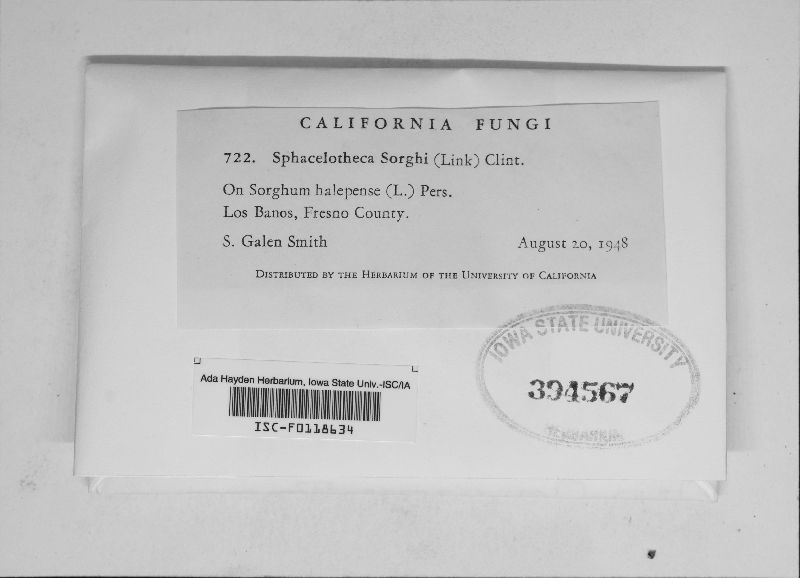 CALIFORNIA FUNGI
722. Sphacelotheca Sorghi (Link) Clint.
On Sorghum halepense (L.) Pers.
Los Banos, Fresno County.
S. Galen Smith August 20, 1948
Distributed by the Herbarium of the University of California
IOWA STATE UNIVERSITY
394567
HERBARIUM
Ada Hayden Herbarium, Iowa State Univ.-ISC/IA
ISC-F0118634